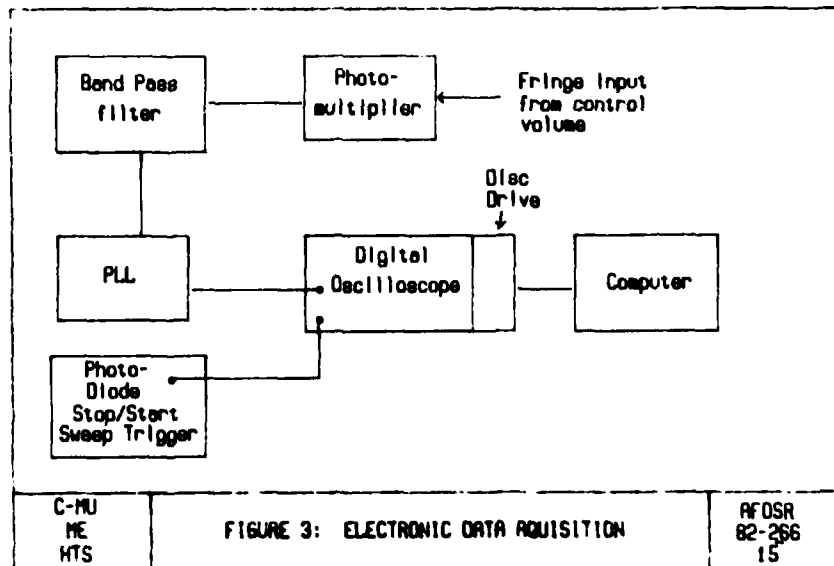 Band Pass
filter
Photo-
multiplier
Fringe input
from control
volume
Disc
Drive
PLL
Digital
Oscilloscope
Computer
Photo-
Diode
Stop/Start
Sweep Trigger
C-MU
ME
HTS
FIGURE 3: ELECTRONIC DATA AQUISITION
AFOSR
82-266
15